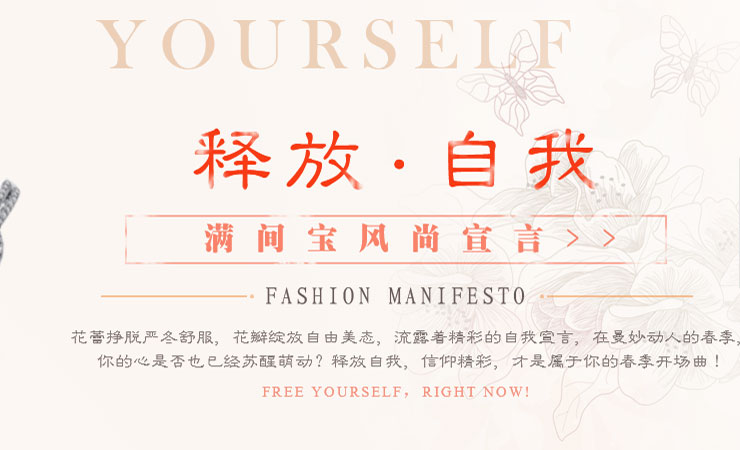 YOURSELF
释放·自我
满间宝风尚宣言>>
FASHION MANIFESTO
花蕾挣脱严冬舒服，花瓣绽放自由美态，流露着精彩的自我宣言，在曼妙动人的春季，
你的心是否也已经苏醒萌动？释放自我，信仰精彩，才是属于你的春季开场曲！
FREE YOURSELF，RIGHT NOW!